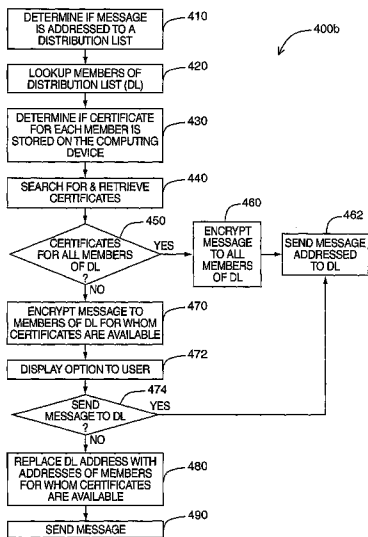 DETERMINE IF MESSAGE
IS ADDRESSED TO A
DISTRIBUTION LIST
410
400b
LOOKUP MEMBERS OF
DISTRIBUTION LIST (DL)
420
DETERMINE IF CERTIFICATE
FOR EACH MEMBER IS
STORED ON THE COMPUTING
DEVICE
430
SEARCH FOR & RETRIEVE
CERTIFICATES
440
CERTIFICATES
FOR ALL MEMBERS
OF DL
?
450
YES
NO
ENCRYPT
MESSAGE
TO ALL
MEMBERS
OF DL
460
SEND MESSAGE
ADDRESSED
TO DL
462
ENCRYPT MESSAGE TO
MEMBERS OF DL FOR WHOM
CERTIFICATES ARE AVAILABLE
470
DISPLAY OPTION TO USER
472
SEND
MESSAGE TO DL
?
474
YES
NO
REPLACE DL ADDRESS WITH
ADDRESSES OF MEMBERS
FOR WHOM CERTIFICATES
ARE AVAILABLE
480
SEND MESSAGE
490